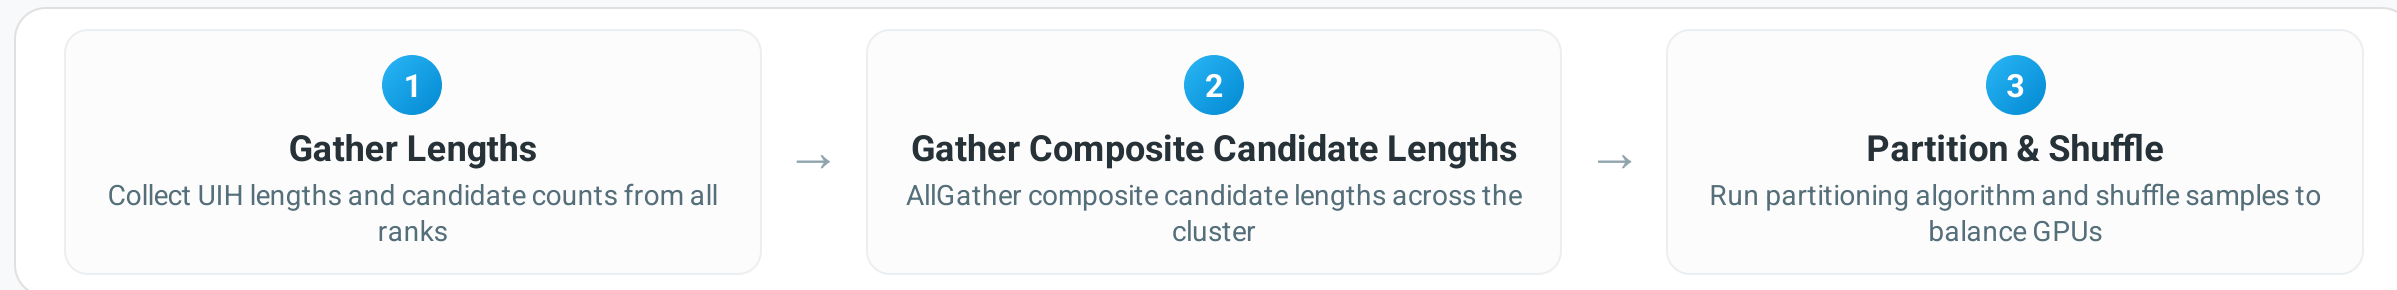 1
Gather Lengths
Collect UIH lengths and candidate counts from all
ranks
→
2
Gather Composite Candidate Lengths
AllGather composite candidate lengths across the
cluster
→
3
Partition & Shuffle
Run partitioning algorithm and shuffle samples to
balance GPUs